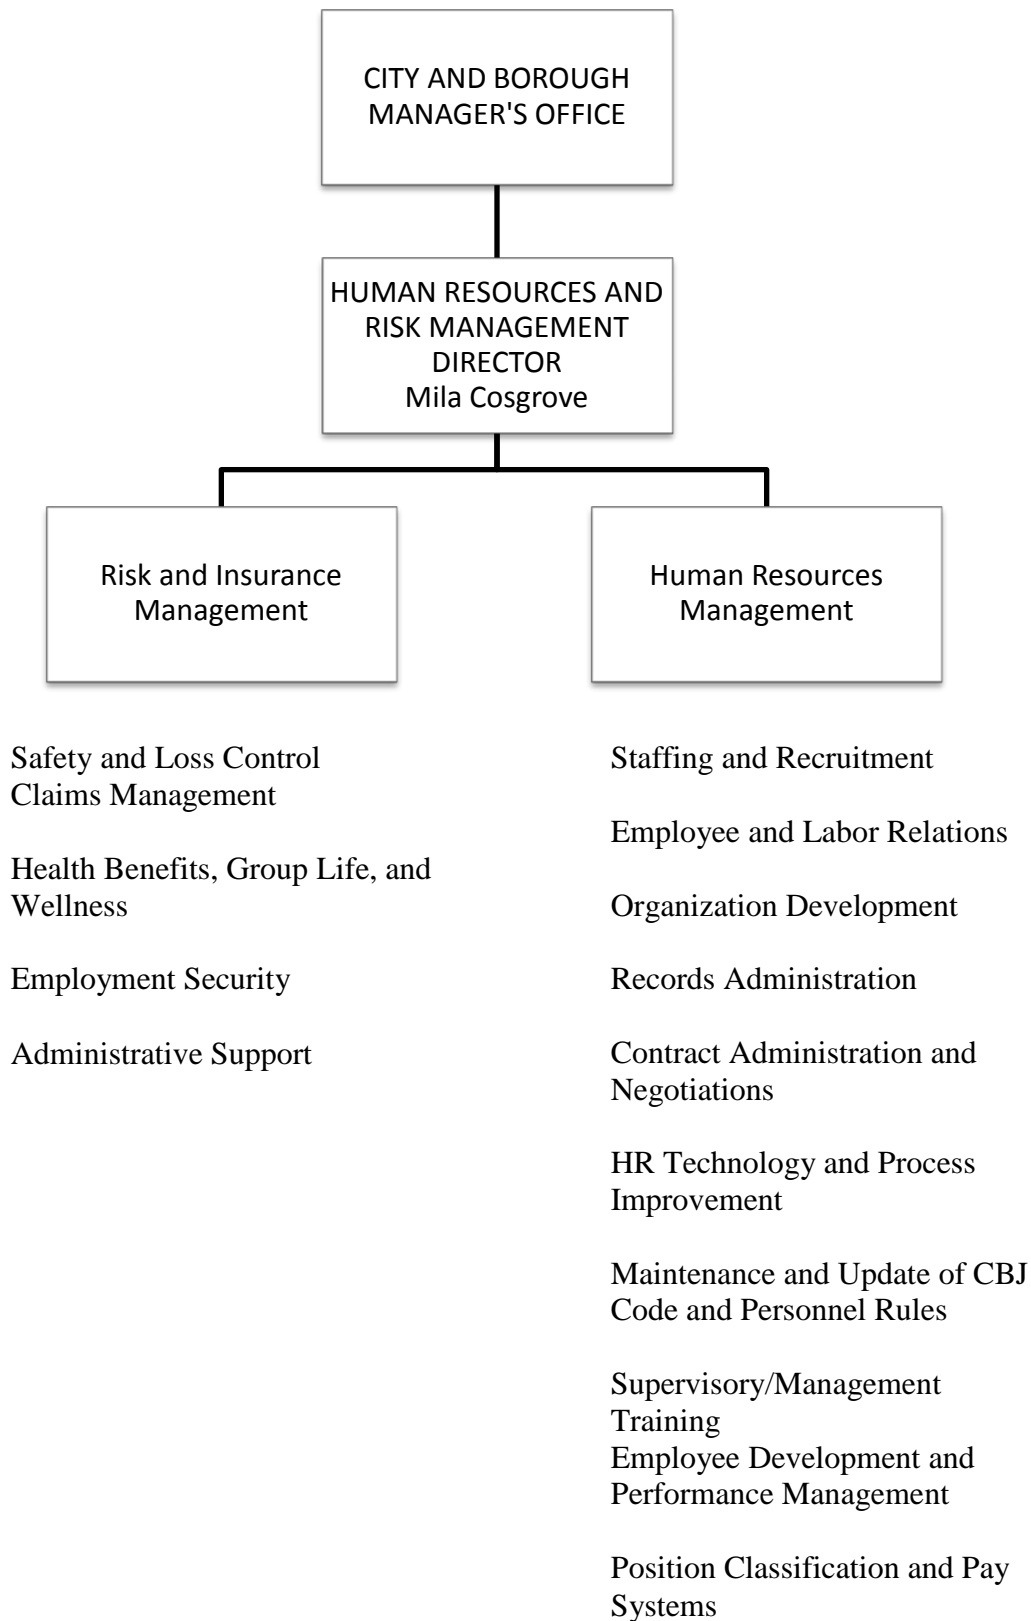 CITY AND BOROUGH
MANAGER'S OFFICE
HUMAN RESOURCES AND
RISK MANAGEMENT
DIRECTOR
Mila Cosgrove
Risk and Insurance
Management
Human Resources
Management
Safety and Loss Control
Claims Management
Health Benefits, Group Life, and
Wellness
Employment Security
Administrative Support
Staffing and Recruitment
Employee and Labor Relations
Organization Development
Records Administration
Contract Administration and
Negotiations
HR Technology and Process
Improvement
Maintenance and Update of CBJ
Code and Personnel Rules
Supervisory/Management
Training
Employee Development and
Performance Management
Position Classification and Pay
Systems